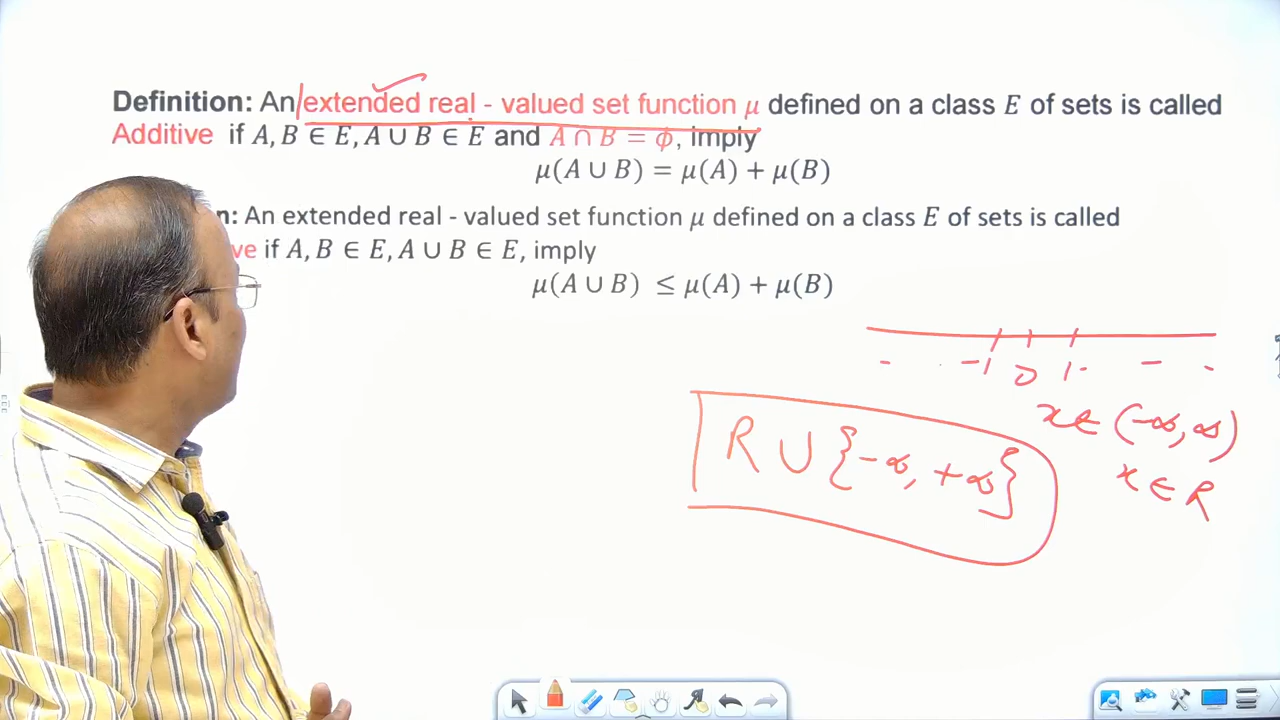 Definition: An extended real - valued set function μ defined on a class E of sets is called
Additive if A, B ∈ E, A ∪ B ∈ E and A ∩ B = ϕ, imply
μ(A ∪ B) = μ(A) + μ(B)
n: An extended real - valued set function μ defined on a class E of sets is called
ve if A, B ∈ E, A ∪ B ∈ E, imply
μ(A ∪ B) ≤ μ(A) + μ(B)
-1 0 1
x ∈ (-∞, ∞)
R ∪ {-∞, +∞}
x ∈ R